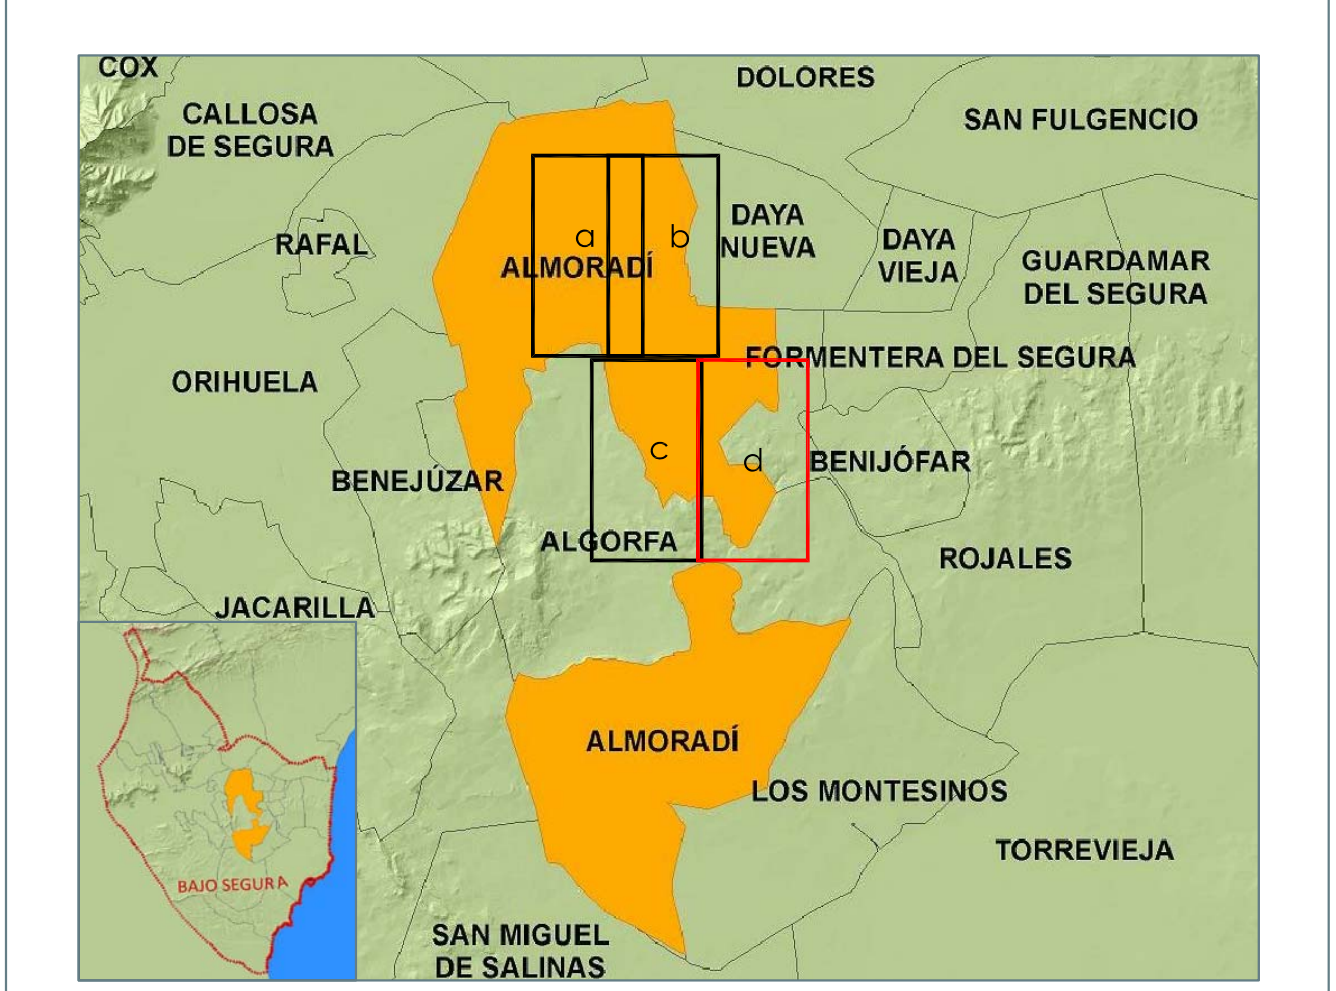 COX
DOLORES
CALLOSA
DE SEGURA
SAN FULGENCIO
RAFAL
a
b
DAYA
NUEVA
DAYA
VIEJA
ALMORADÍ
GUARDAMAR
DEL SEGURA
FORMENTERA DEL SEGURA
ORIHUELA
c
d
BENIJÓFAR
BENEJÚZAR
ALGORFA
ROJALES
JACARILLA
ALMORADÍ
LOS MONTESINOS
TORREVIEJA
BAJO SEGURA
SAN MIGUEL
DE SALINAS